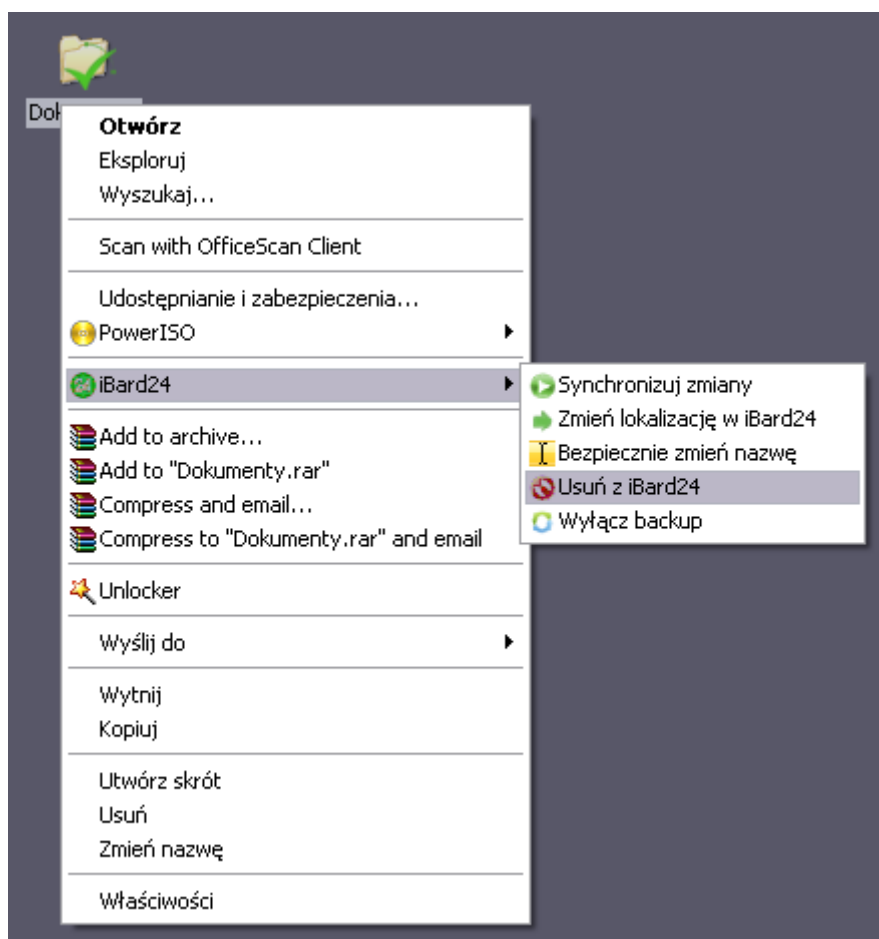 Otwórz
Eksploruj
Wyszukaj...
Scan with OfficeScan Client
Udostępnianie i zabezpieczenia...
PowerISO
iBard24
Add to archive...
Add to "Dokumenty.rar"
Compress and email...
Compress to "Dokumenty.rar" and email
Unlocker
Wyślij do
Wytnij
Kopiuj
Utwórz skrót
Usuń
Zmień nazwę
Właściwości
Synchronizuj zmiany
Zmień lokalizację w iBard24
Bezpiecznie zmień nazwę
Usuń z iBard24
Wyłącz backup